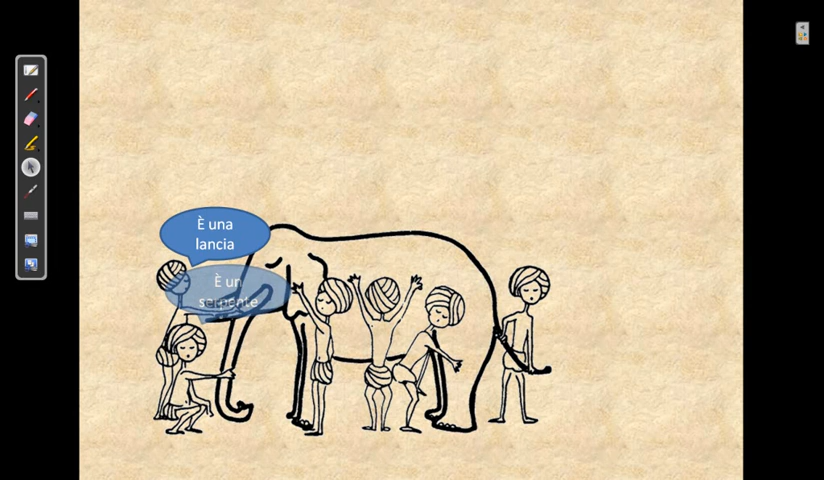 È una
lancia
È un
serpente